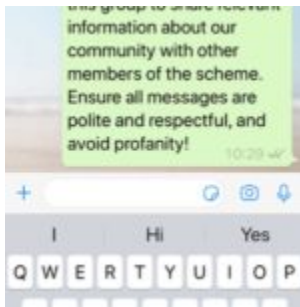 this group to share relevant
information about our
community with other
members of the scheme.
Ensure all messages are
polite and respectful, and
avoid profanity!
10:29
I Hi Yes
Q W E R T Y U I O P